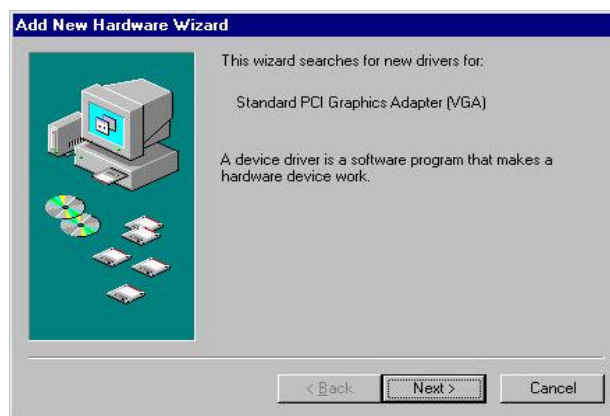 Add New Hardware Wizard
This wizard searches for new drivers for:
Standard PCI Graphics Adapter (VGA)
A device driver is a software program that makes a
hardware device work.
< Back
Next >
Cancel